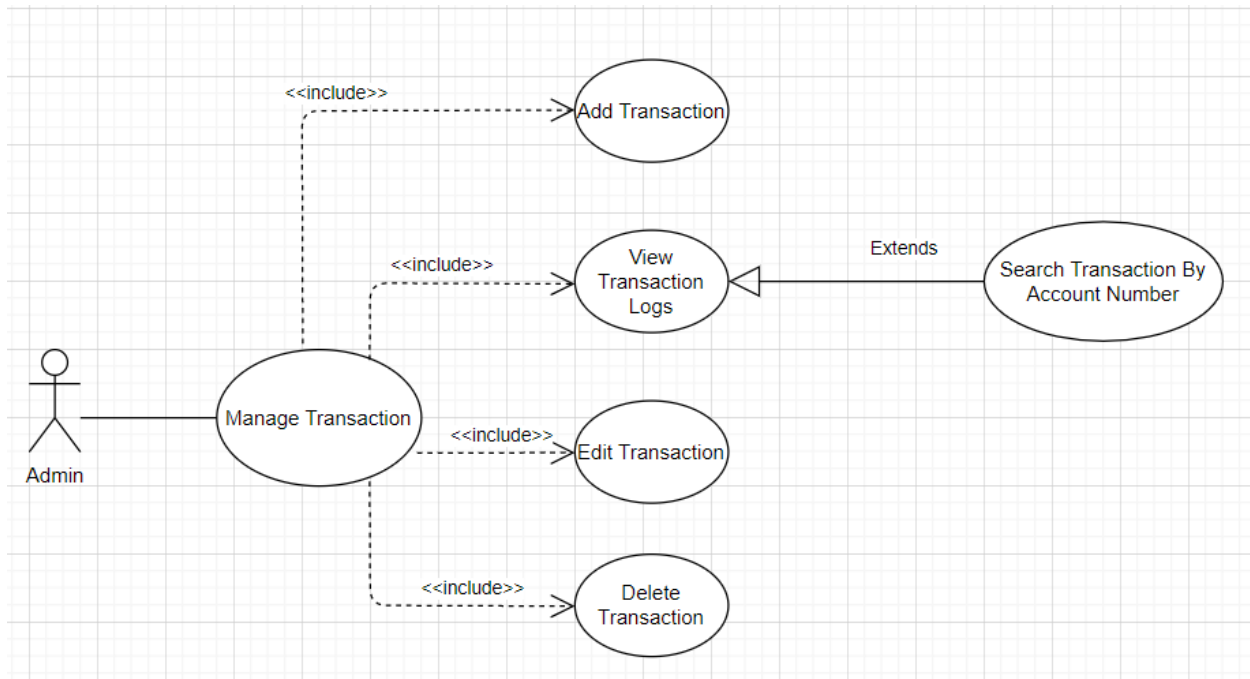 <<include>>
Add Transaction
<<include>>
View
Transaction
Logs
Extends
Search Transaction By
Account Number
Manage Transaction
Admin
<<include>>
Edit Transaction
<<include>>
Delete
Transaction